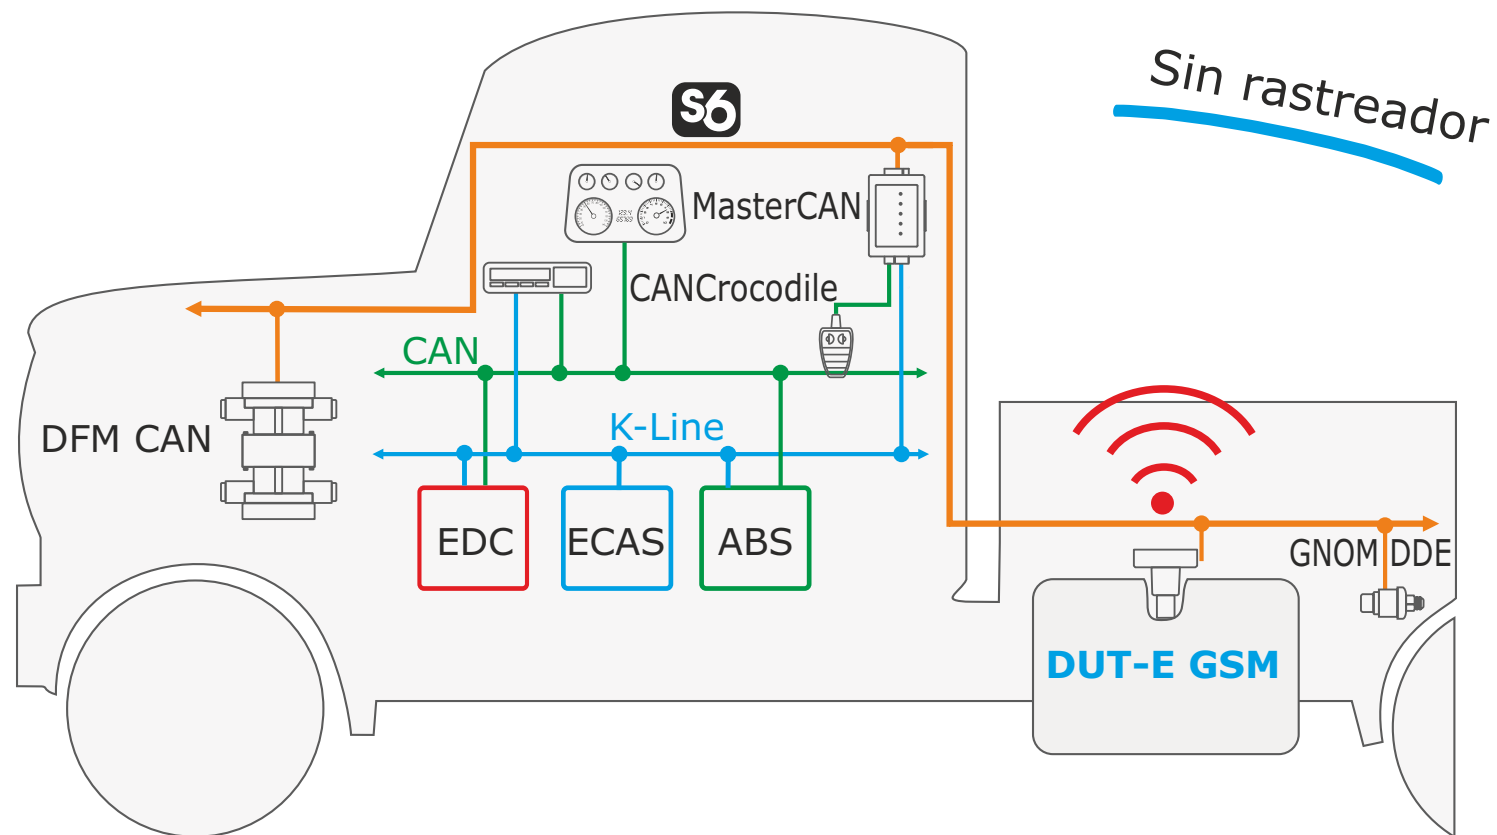 Sin rastreador
S6
MasterCAN
CANCrocodile
CAN
K-Line
DFM CAN
EDC
ECAS
ABS
GNOM DDE
DUT-E GSM